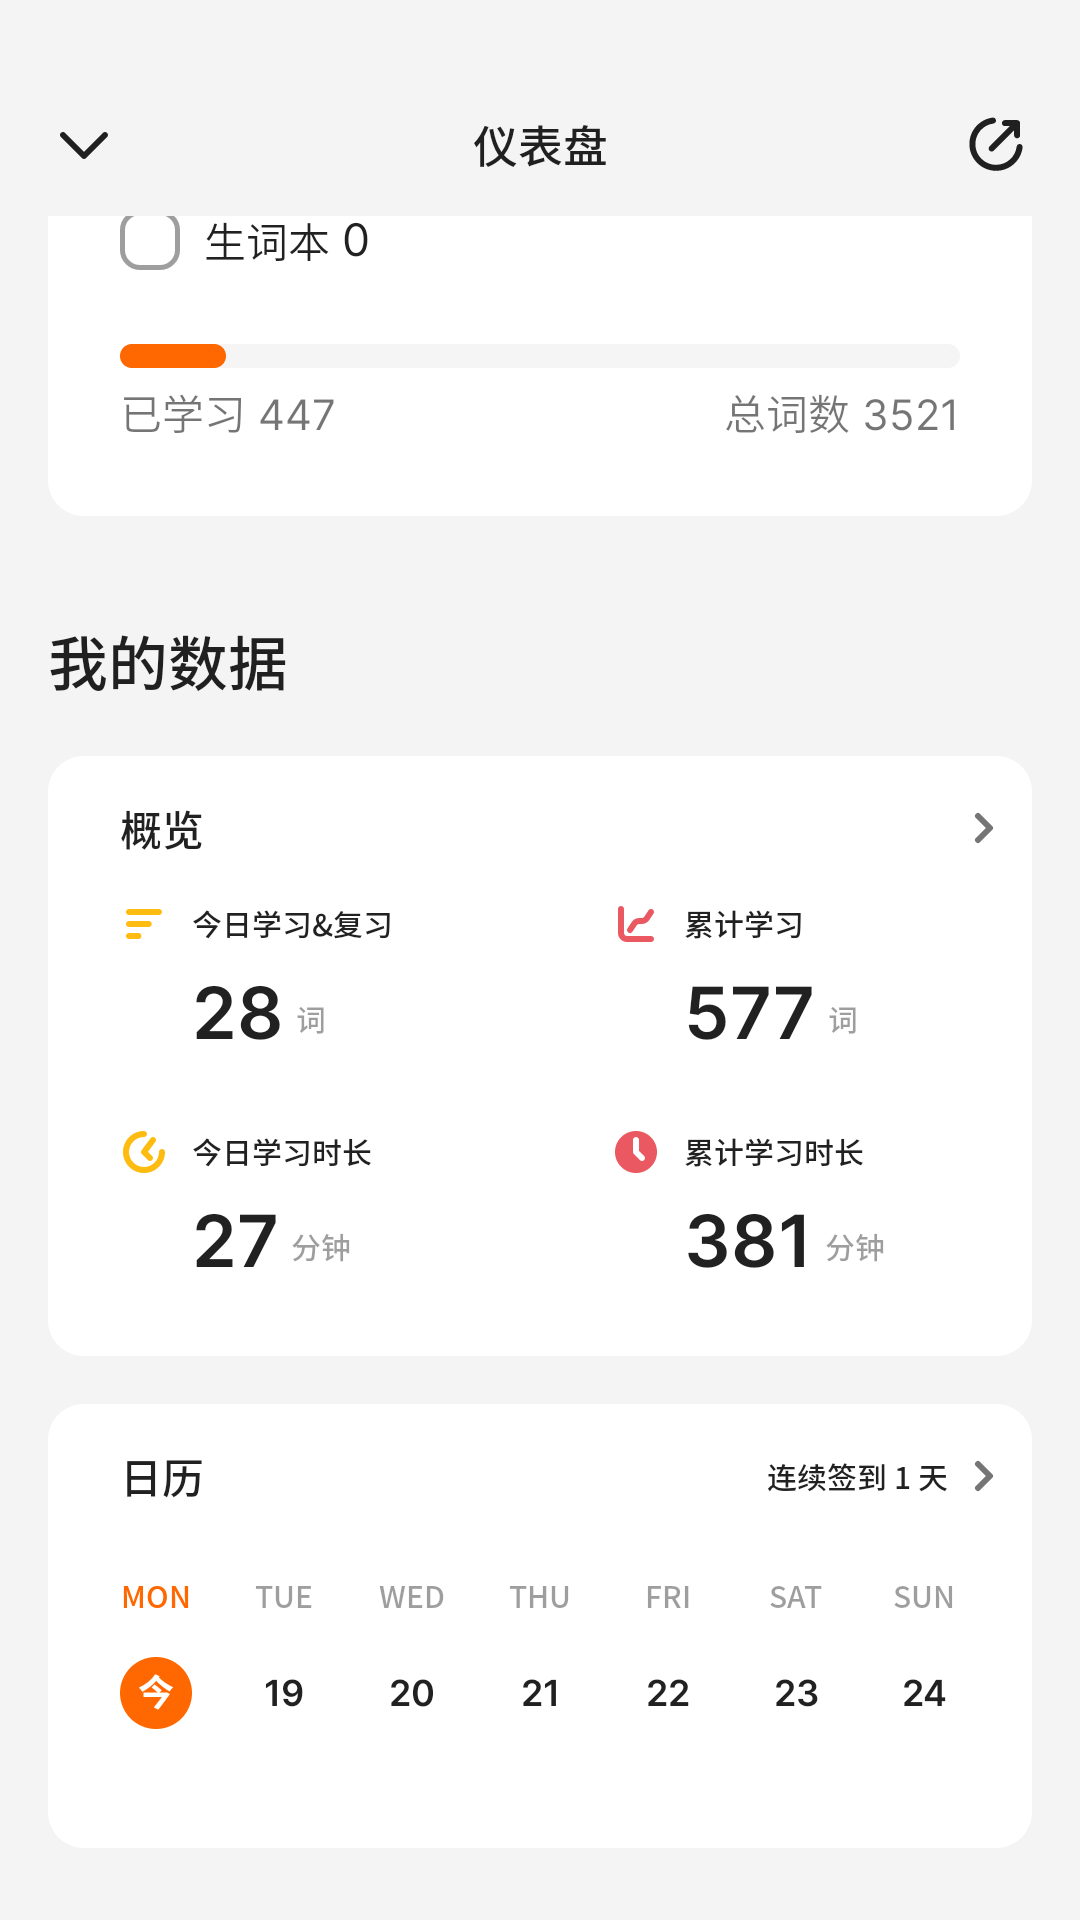 仪表盘
生词本 0
已学习 447
总词数 3521
我的数据
概览
今日学习&复习
累计学习
28 词
577 词
今日学习时长
累计学习时长
27 分钟
381 分钟
日历
连续签到 1 天
MON TUE WED THU FRI SAT SUN
今 19 20 21 22 23 24